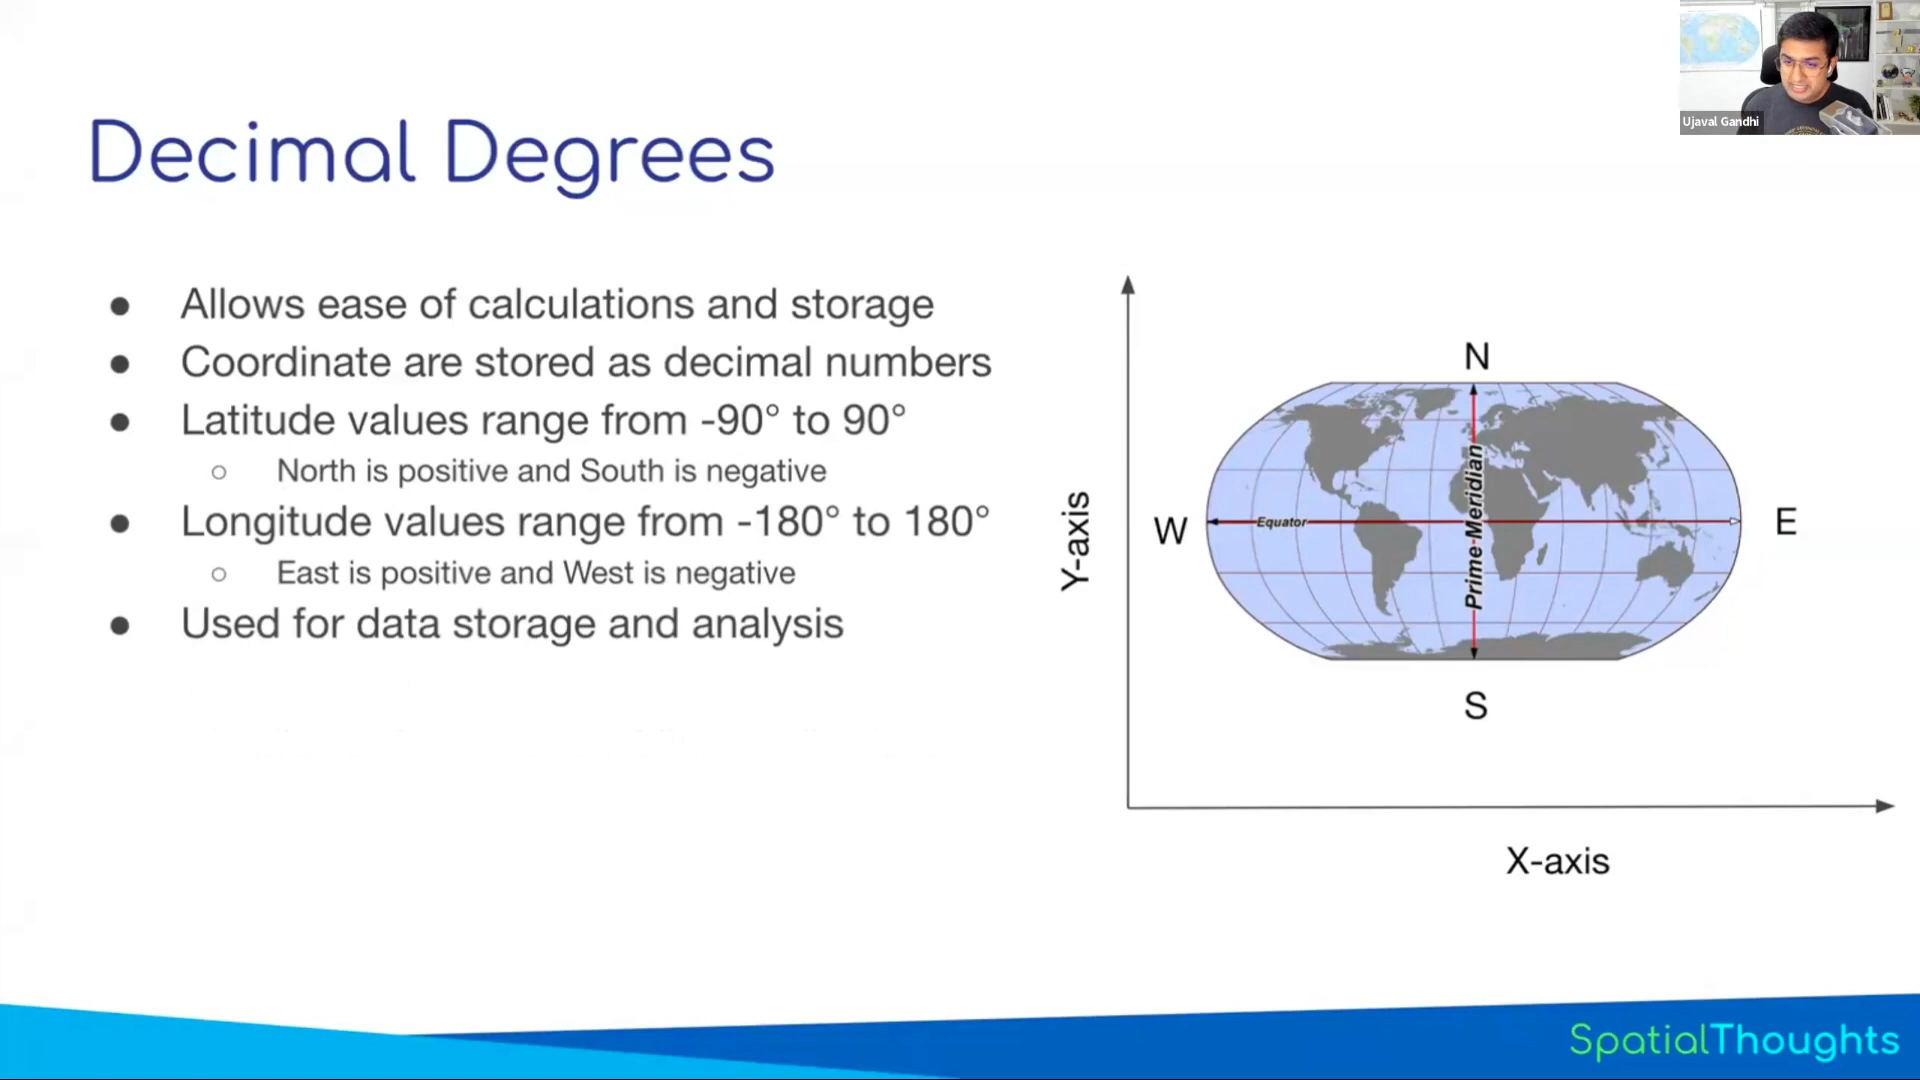 Ujaval Gandhi
Decimal Degrees
● Allows ease of calculations and storage
● Coordinate are stored as decimal numbers
● Latitude values range from -90° to 90°
○ North is positive and South is negative
● Longitude values range from -180° to 180°
○ East is positive and West is negative
● Used for data storage and analysis
N
W
Equator
Prime Meridian
E
S
Y-axis
X-axis
SpatialThoughts